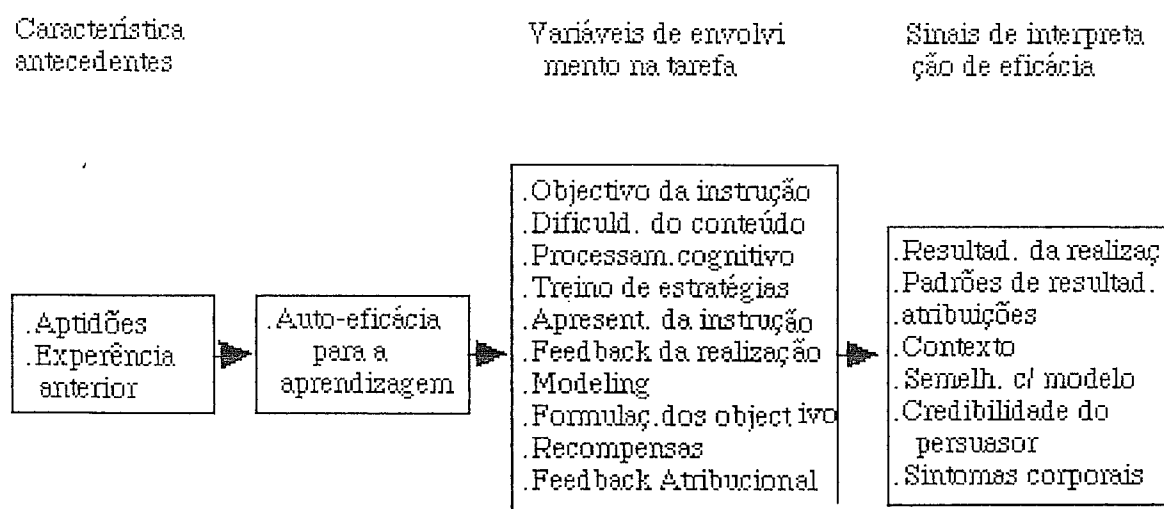 Característica
antecedentes
Variáveis de envolvi
mento na tarefa
Sinais de interpreta
ção de eficácia
.Aptidões
.Experência
anterior
.Auto-eficácia
para a
aprendizagem
.Objectivo da instrução
.Dificuld. do conteúdo
.Processam.cognitivo
.Treino de estratégias
.Apresent. da instrução
.Feedback da realização
.Modeling
.Formulaç.dos object ivo
.Recompensas
.Feedback Atribucional
.Resultad. da realizaç
.Padrões de resultad.
.atribuições
.Contexto
.Semelh. c/ modelo
.Credibilidade do
persuasor
.Sintomas corporais